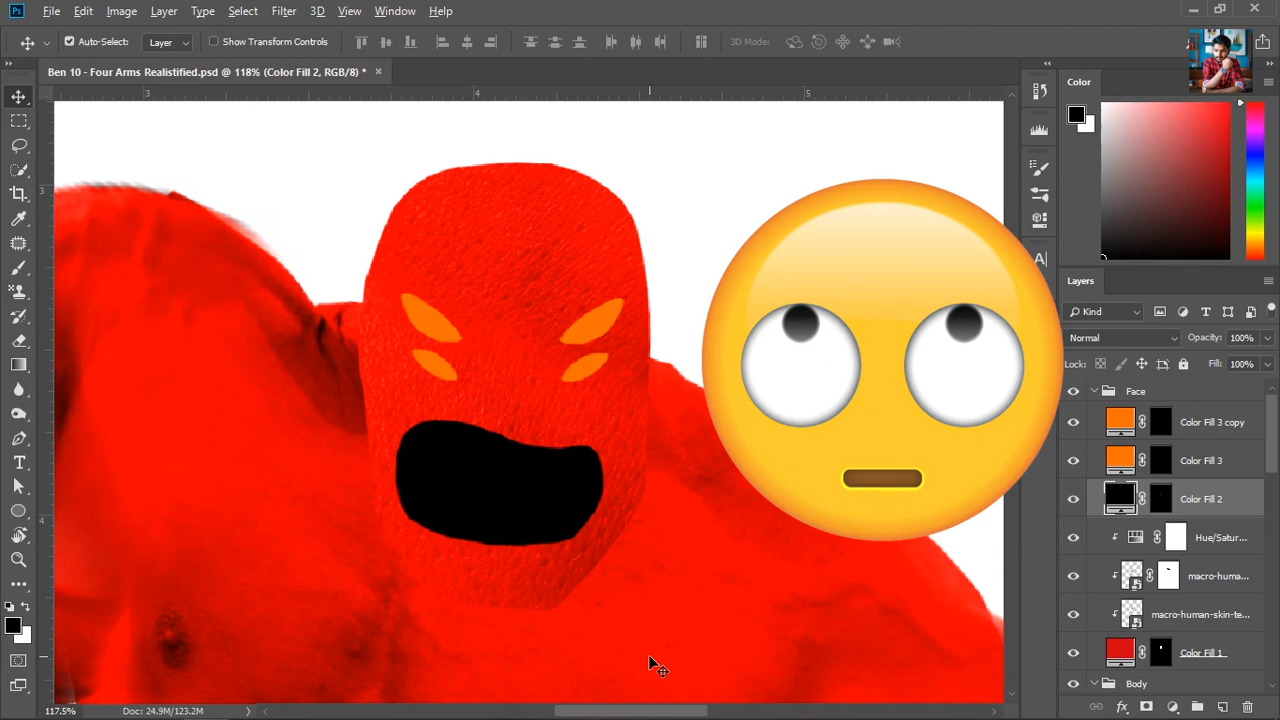 Ps File Edit Image Layer Type Select Filter 3D View Window Help
Auto-Select: Layer Show Transform Controls 3D Mode:
Ben 10 - Four Arms Realistified.psd @ 118% (Color Fill 2, RGB/8) *
3 4 5
3
4
Color
A
Layers
Kind
Normal Opacity: 100%
Lock: Fill: 100%
Face
Color Fill 3 copy
Color Fill 3
Color Fill 2
Hue/Satur...
macro-huma...
macro-human-skin-te...
Color Fill 1
Body
fx
117.5% Doc: 24.9M/123.2M